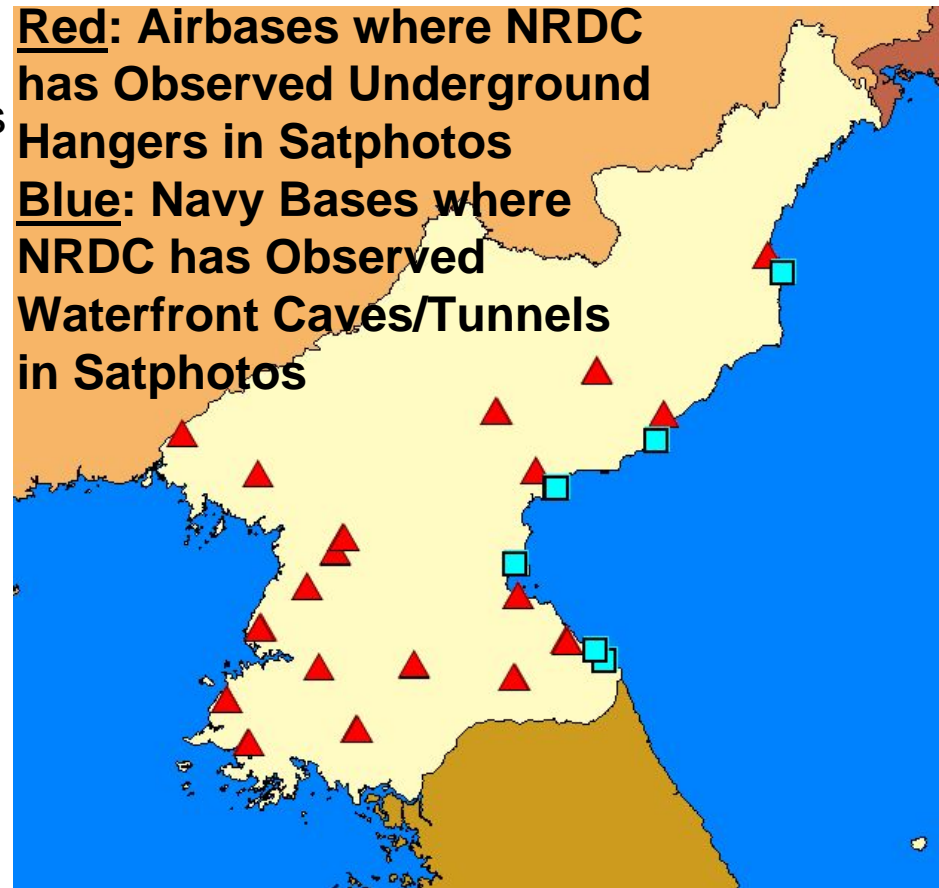 Red: Airbases where NRDC
has Observed Underground
Hangers in Satphotos
Blue: Navy Bases where
NRDC has Observed
Waterfront Caves/Tunnels
in Satphotos